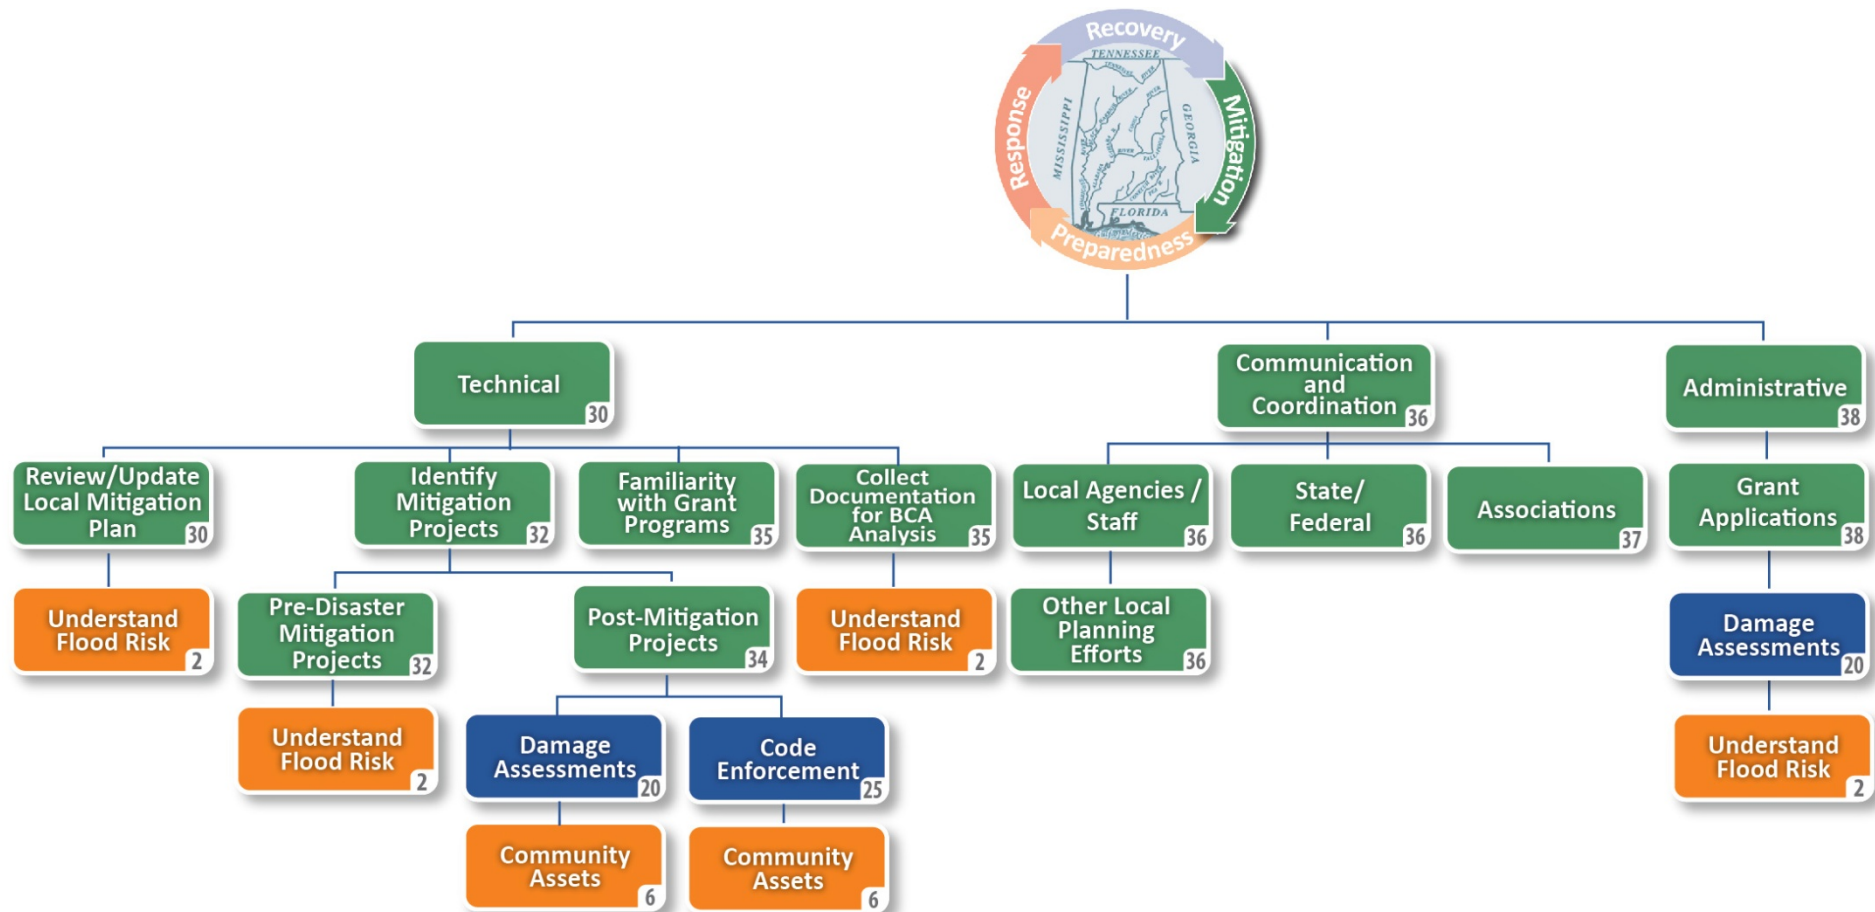 Recovery
Mitigation
Preparedness
Response
TENNESSEE
MISSISSIPPI
GEORGIA
FLORIDA
Technical
30
Communication
and
Coordination
36
Administrative
38
Review/Update
Local Mitigation
Plan
30
Identify
Mitigation
Projects
32
Familiarity
with Grant
Programs
35
Collect
Documentation
for BCA
Analysis
35
Local Agencies /
Staff
36
State/
Federal
36
Associations
37
Grant
Applications
38
Understand
Flood Risk
2
Pre-Disaster
Mitigation
Projects
32
Post-Mitigation
Projects
34
Understand
Flood Risk
2
Other Local
Planning
Efforts
36
Damage
Assessments
20
Understand
Flood Risk
2
Damage
Assessments
20
Code
Enforcement
25
Understand
Flood Risk
2
Community
Assets
6
Community
Assets
6